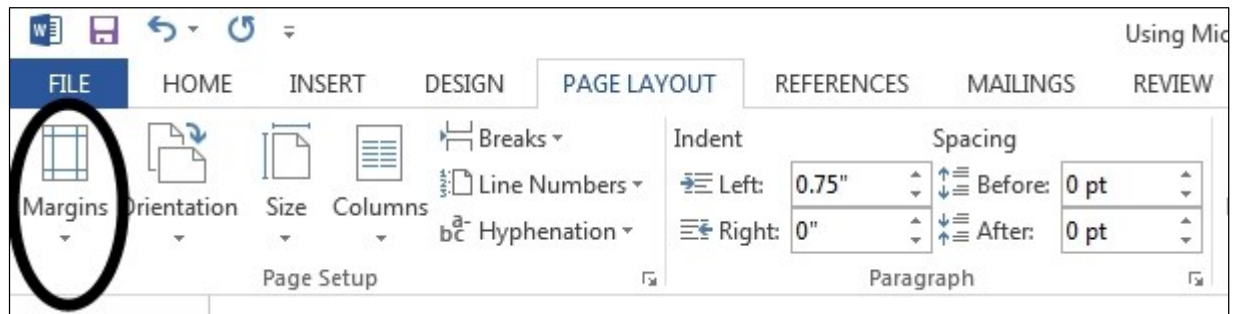 Using Mic
FILE HOME INSERT DESIGN PAGE LAYOUT REFERENCES MAILINGS REVIEW
Margins Orientation Size Columns
Breaks
Line Numbers
Hyphenation
Page Setup
Indent
Left: 0.75"
Right: 0"
Spacing
Before: 0 pt
After: 0 pt
Paragraph